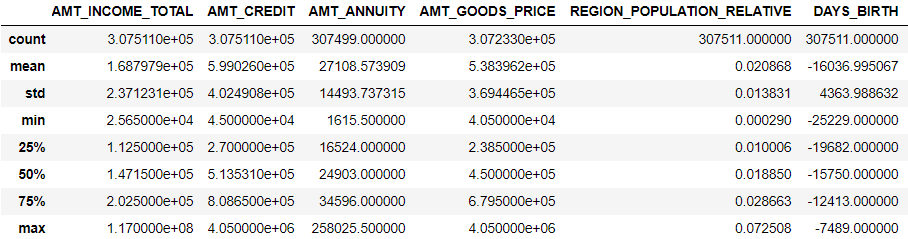 AMT_INCOME_TOTAL AMT_CREDIT AMT_ANNUITY AMT_GOODS_PRICE REGION_POPULATION_RELATIVE DAYS_BIRTH
count 3.075110e+05 3.075110e+05 307499.000000 3.072330e+05 307511.000000 307511.000000
mean 1.687979e+05 5.990260e+05 27108.573909 5.383962e+05 0.020868 -16036.995067
std 2.371231e+05 4.024908e+05 14493.737315 3.694465e+05 0.013831 4363.988632
min 2.565000e+04 4.500000e+04 1615.500000 4.050000e+04 0.000290 -25229.000000
25% 1.125000e+05 2.700000e+05 16524.000000 2.385000e+05 0.010006 -19682.000000
50% 1.471500e+05 5.135310e+05 24903.000000 4.500000e+05 0.018850 -15750.000000
75% 2.025000e+05 8.086500e+05 34596.000000 6.795000e+05 0.028663 -12413.000000
max 1.170000e+08 4.050000e+06 258025.500000 4.050000e+06 0.072508 -7489.000000